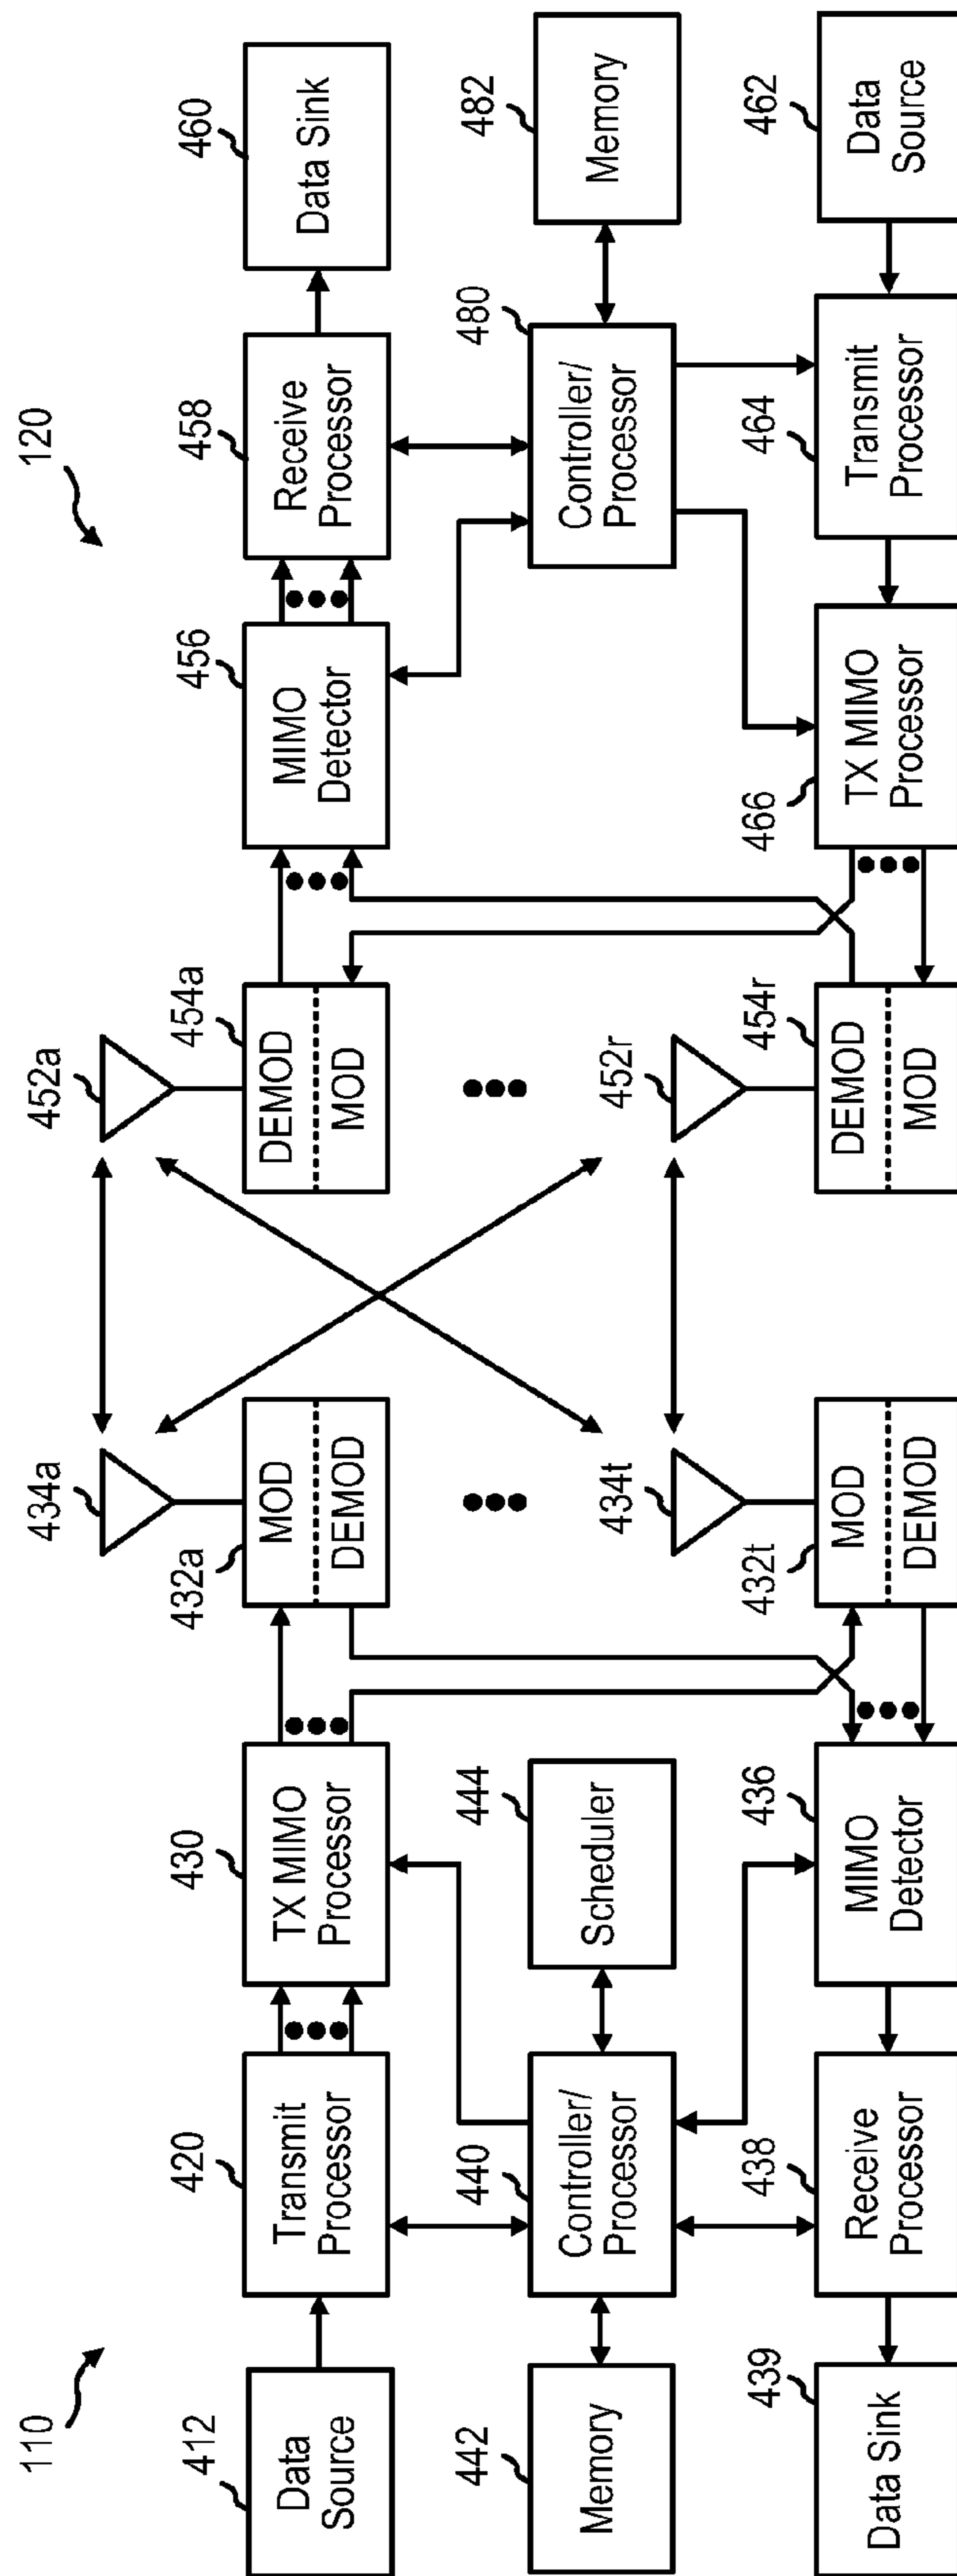 110
120
412
Data
Source
420
Transmit
Processor
430
TX MIMO
Processor
432a
MOD
DEMOD
434a
452a
454a
DEMOD
MOD
456
MIMO
Detector
458
Receive
Processor
460
Data Sink
442
Memory
440
Controller/
Processor
444
Scheduler
480
Controller/
Processor
482
Memory
439
Data Sink
438
Receive
Processor
436
MIMO
Detector
432t
MOD
DEMOD
434t
452r
454r
DEMOD
MOD
466
TX MIMO
Processor
464
Transmit
Processor
462
Data
Source